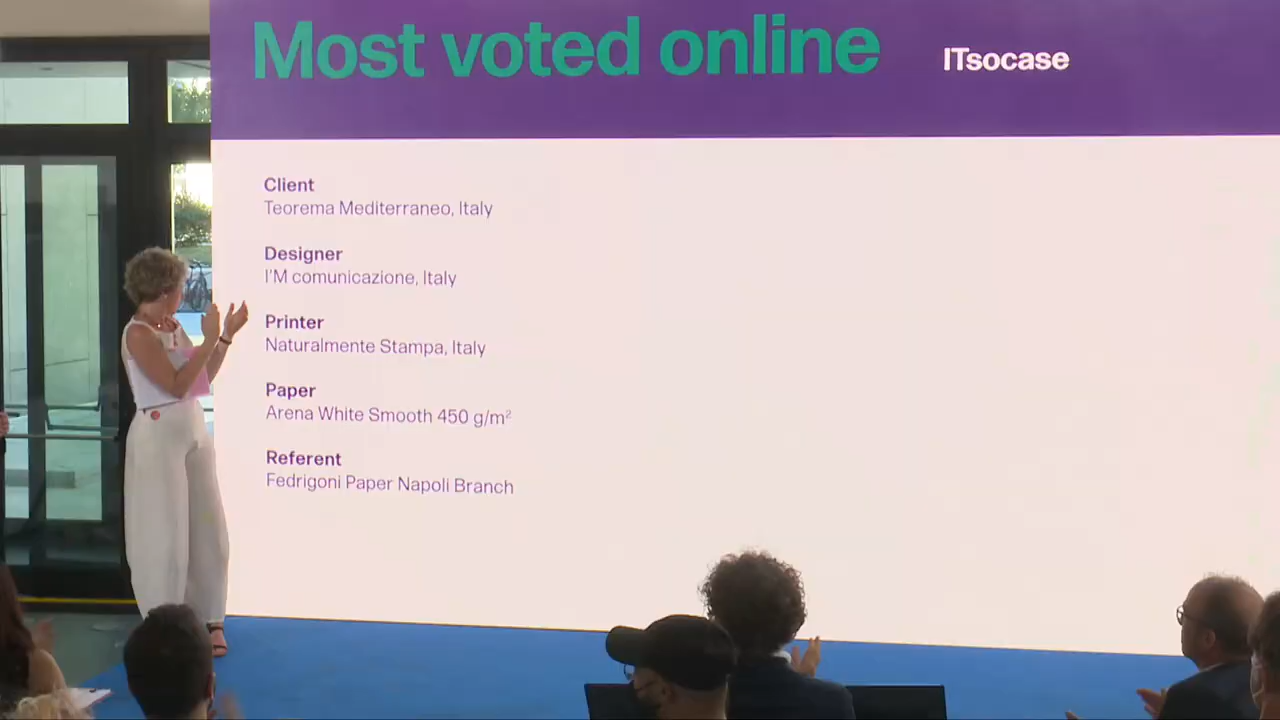 Most voted online
ITsocase
Client
Teorema Mediterraneo, Italy
Designer
I'M comunicazione, Italy
Printer
Naturalmente Stampa, Italy
Paper
Arena White Smooth 450 g/m²
Referent
Fedrigoni Paper Napoli Branch